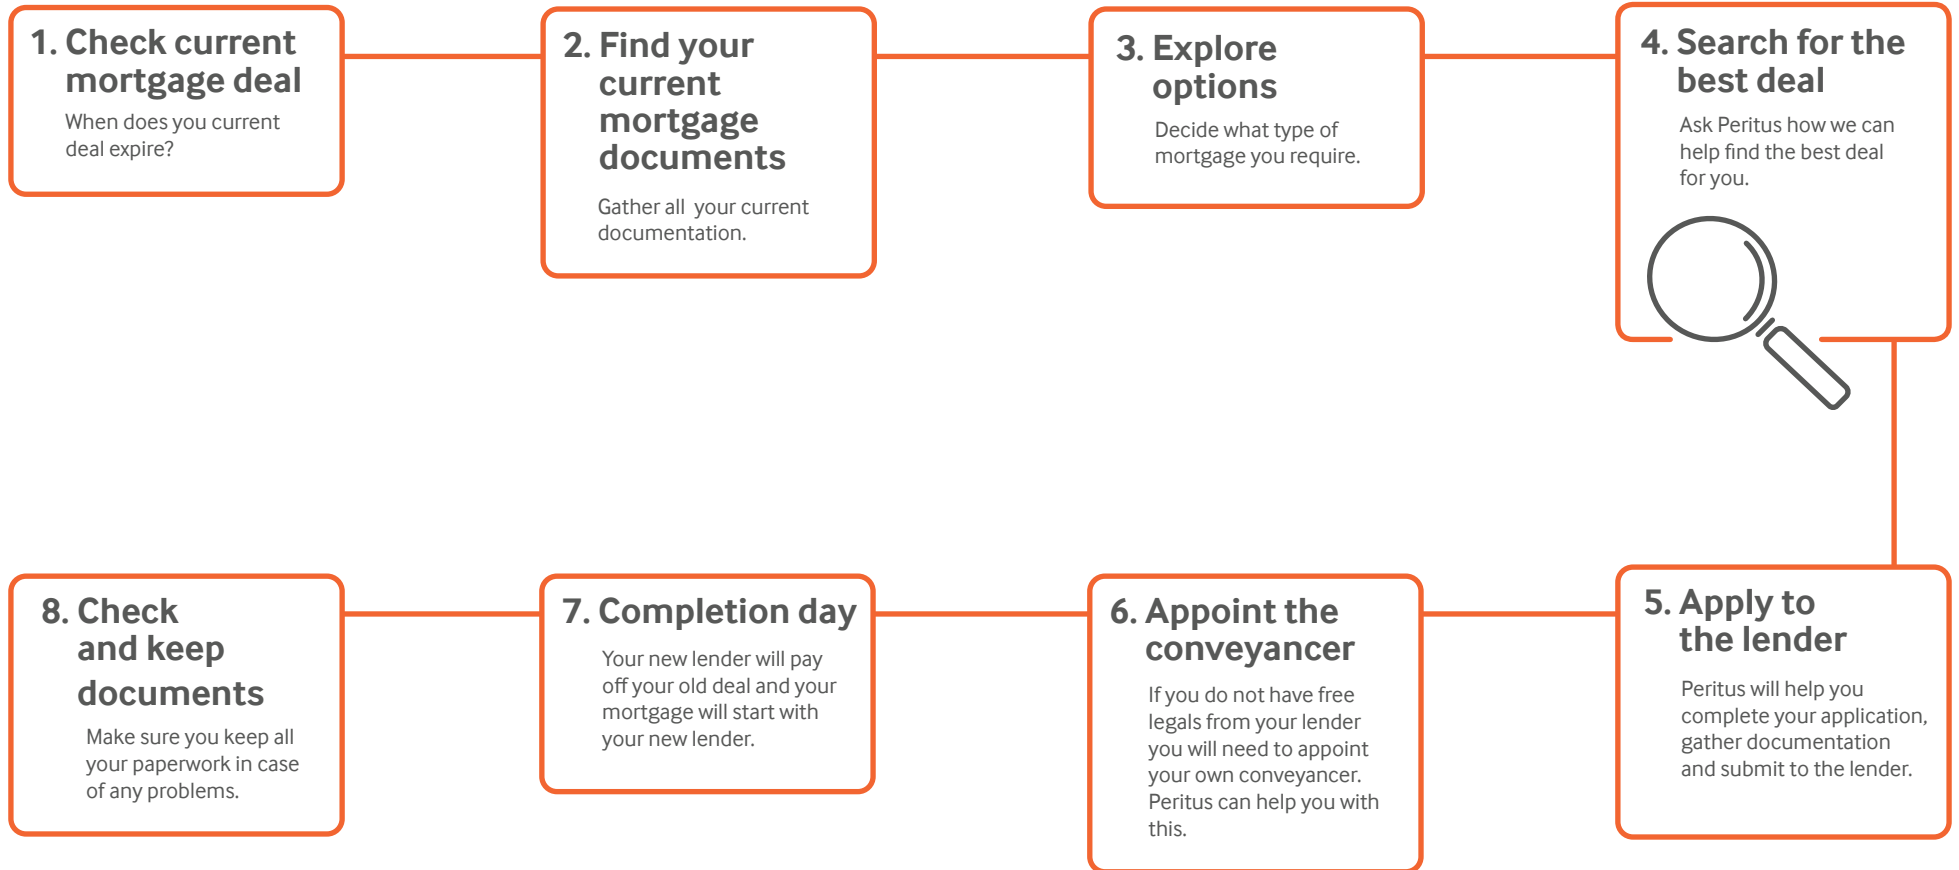 1. Check current
mortgage deal
When does you current
deal expire?
2. Find your
current
mortgage
documents
Gather all  your current
documentation.
3. Explore
options
Decide what type of
mortgage you require.
4. Search for the
best deal
Ask Peritus how we can
help find the best deal
for you.
5. Apply to
the lender
Peritus will help you
complete your application,
gather documentation
and submit to the lender.
6. Appoint the
conveyancer
If you do not have free
legals from your lender
you will need to appoint
your own conveyancer.
Peritus can help you with
this.
7. Completion day
Your new lender will pay
off your old deal and your
mortgage will start with
your new lender.
8. Check
and keep
documents
Make sure you keep all
your paperwork in case
of any problems.